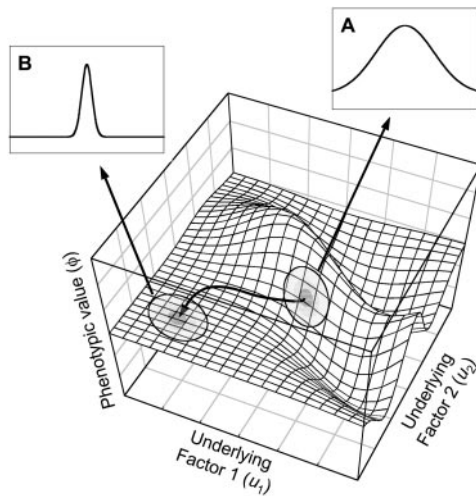 A
B
Phenotypic value (ϕ)
Underlying
Factor 1 (u₁)
Underlying
Factor 2 (u₂)